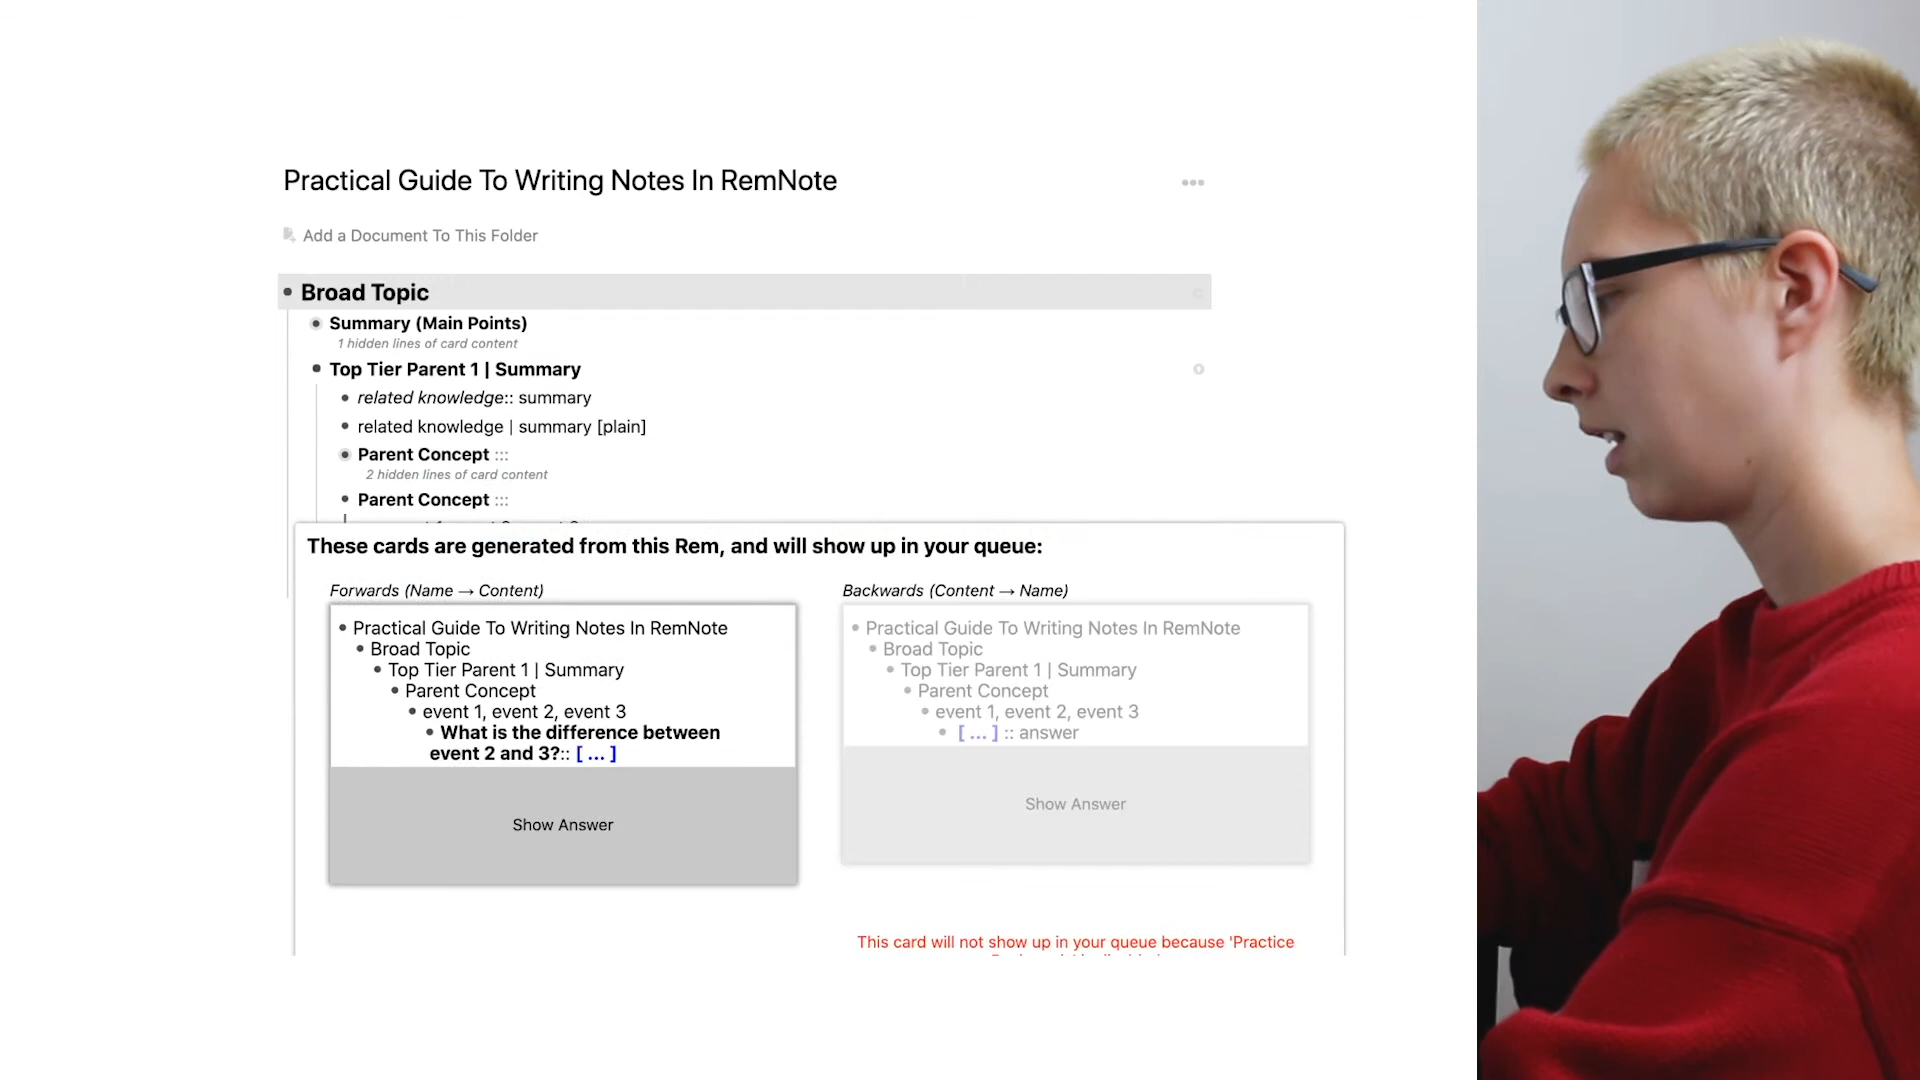 Practical Guide To Writing Notes In RemNote
Add a Document To This Folder
Broad Topic
Summary (Main Points)
1 hidden lines of card content
Top Tier Parent 1 | Summary
related knowledge:: summary
related knowledge | summary [plain]
Parent Concept :::
2 hidden lines of card content
Parent Concept :::
These cards are generated from this Rem, and will show up in your queue:
Forwards (Name → Content)
Practical Guide To Writing Notes In RemNote
Broad Topic
Top Tier Parent 1 | Summary
Parent Concept
event 1, event 2, event 3
What is the difference between
event 2 and 3?:: [ ... ]
Show Answer
Backwards (Content → Name)
Practical Guide To Writing Notes In RemNote
Broad Topic
Top Tier Parent 1 | Summary
Parent Concept
event 1, event 2, event 3
[ ... ] :: answer
Show Answer
This card will not show up in your queue because 'Practice